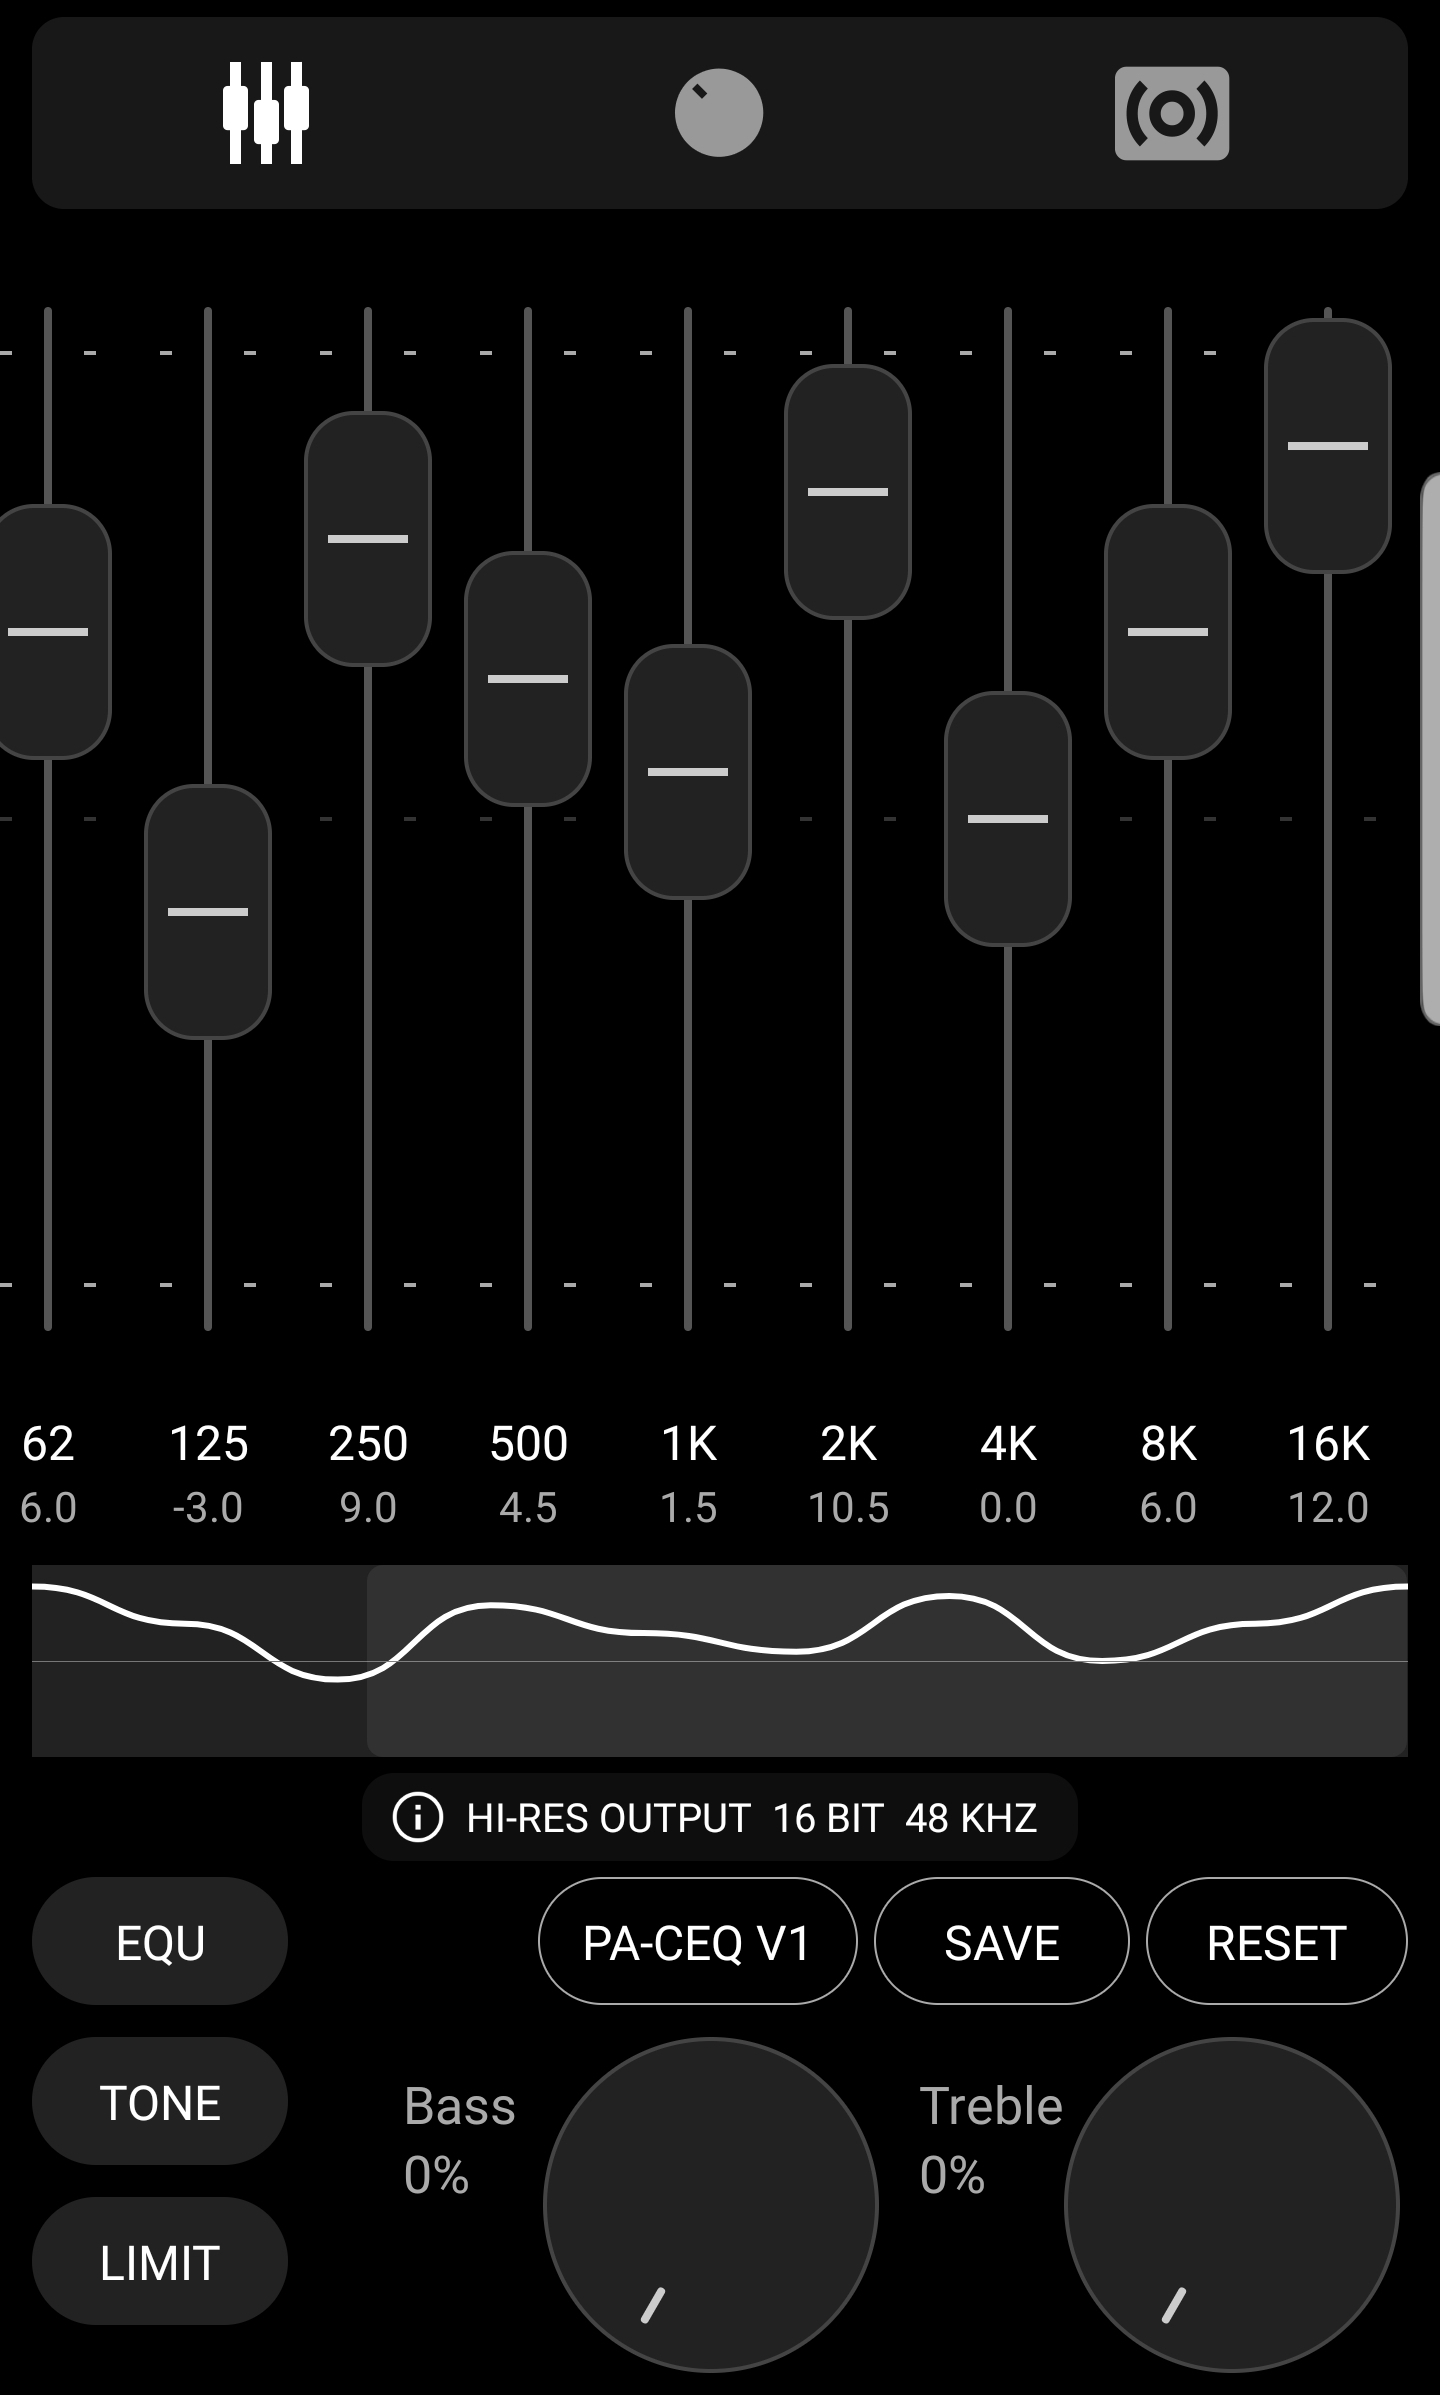 62 125 250 500 1K 2K 4K 8K 16K
6.0 -3.0 9.0 4.5 1.5 10.5 0.0 6.0 12.0
HI-RES OUTPUT 16 BIT 48 KHZ
EQU PA-CEQ V1 SAVE RESET
TONE
Bass Treble
0% 0%
LIMIT